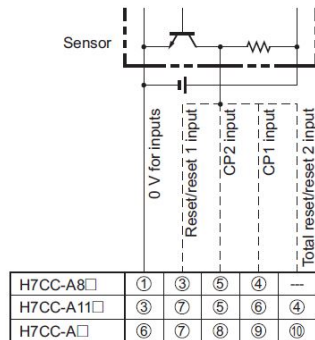 Sensor
0 V for inputs
Reset/reset 1 input
CP2 input
CP1 input
Total reset/reset 2 input
H7CC-A8□ ① ③ ⑤ ④ ---
H7CC-A11□ ③ ⑦ ⑤ ⑥ ④
H7CC-A□ ⑥ ⑦ ⑧ ⑨ ⑩